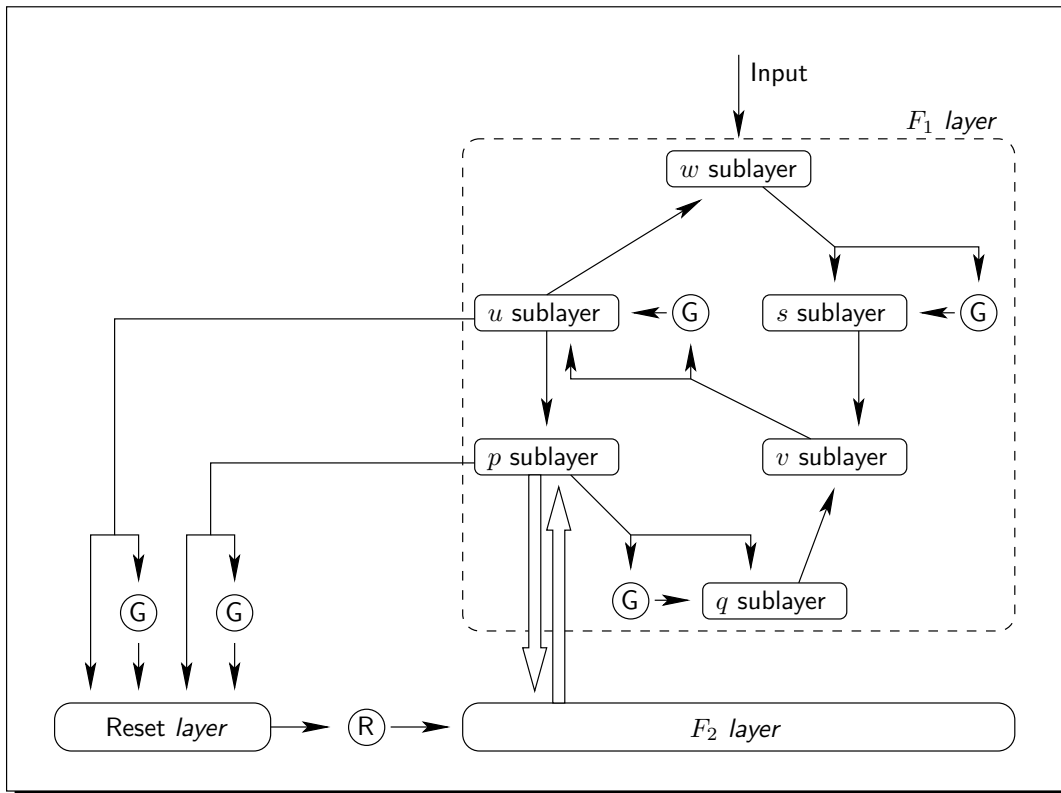 Input
F₁ layer
w sublayer
u sublayer
G
s sublayer
G
p sublayer
v sublayer
G
G
G
q sublayer
Reset layer
R
F₂ layer